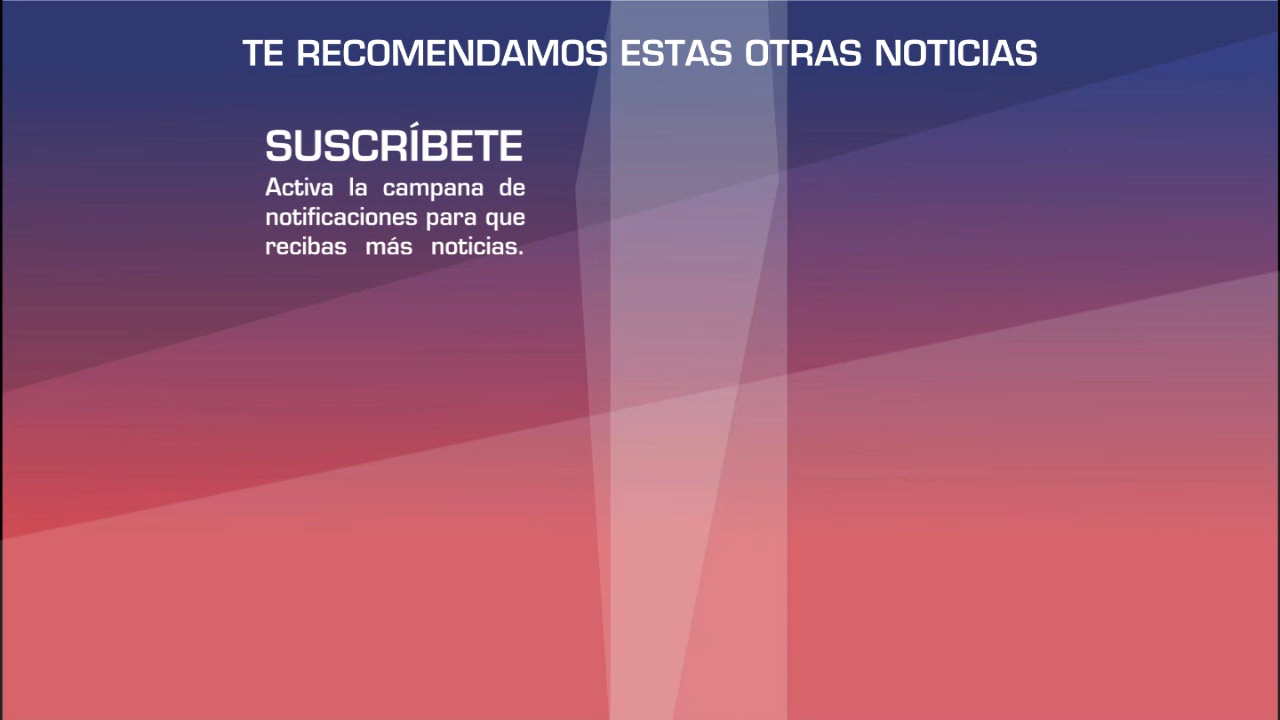 TE RECOMENDAMOS ESTAS OTRAS NOTICIAS
SUSCRÍBETE
Activa la campana de
notificaciones para que
recibas más noticias.